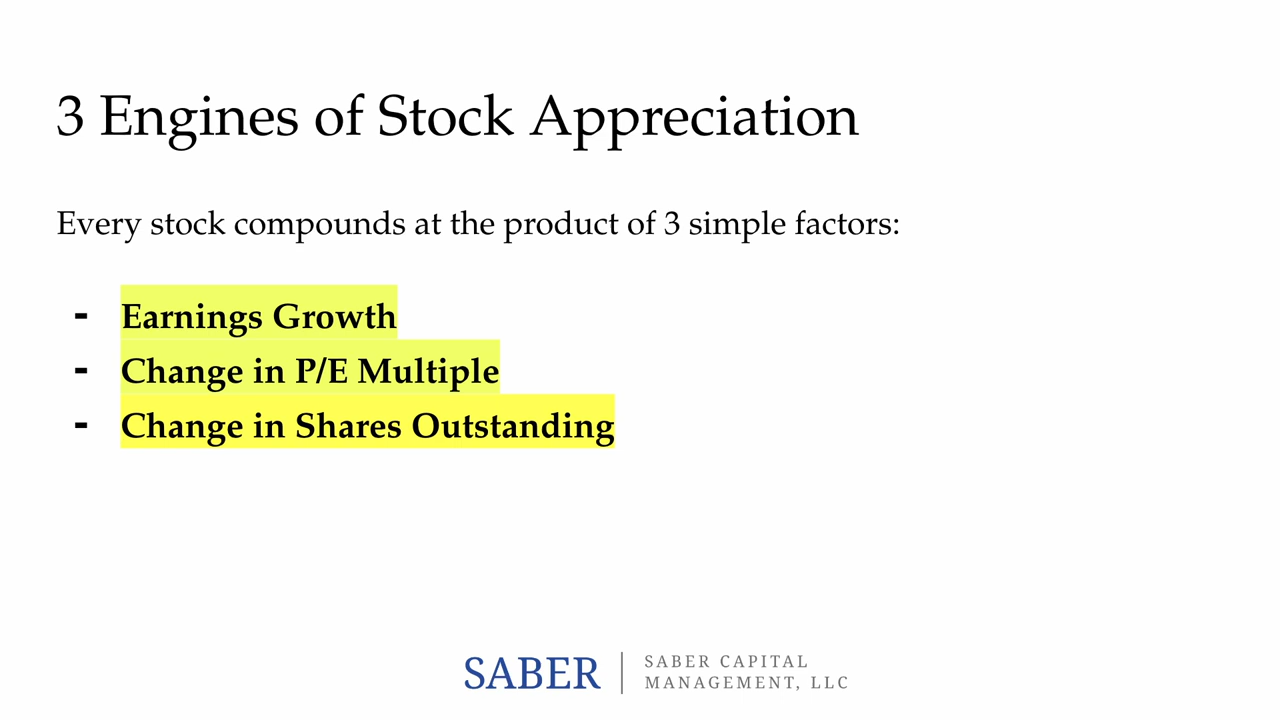 3 Engines of Stock Appreciation
Every stock compounds at the product of 3 simple factors:
- Earnings Growth
- Change in P/E Multiple
- Change in Shares Outstanding
SABER
SABER CAPITAL
MANAGEMENT, LLC